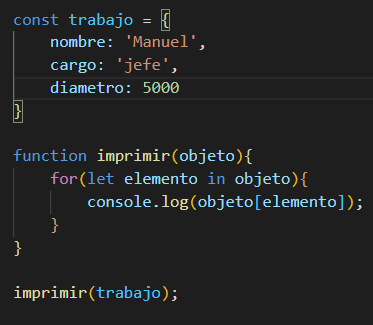 const trabajo = {
    nombre: 'Manuel',
    cargo: 'jefe',
    diametro: 5000
}

function imprimir(objeto){
    for(let elemento in objeto){
        console.log(objeto[elemento]);
    }
}

imprimir(trabajo);